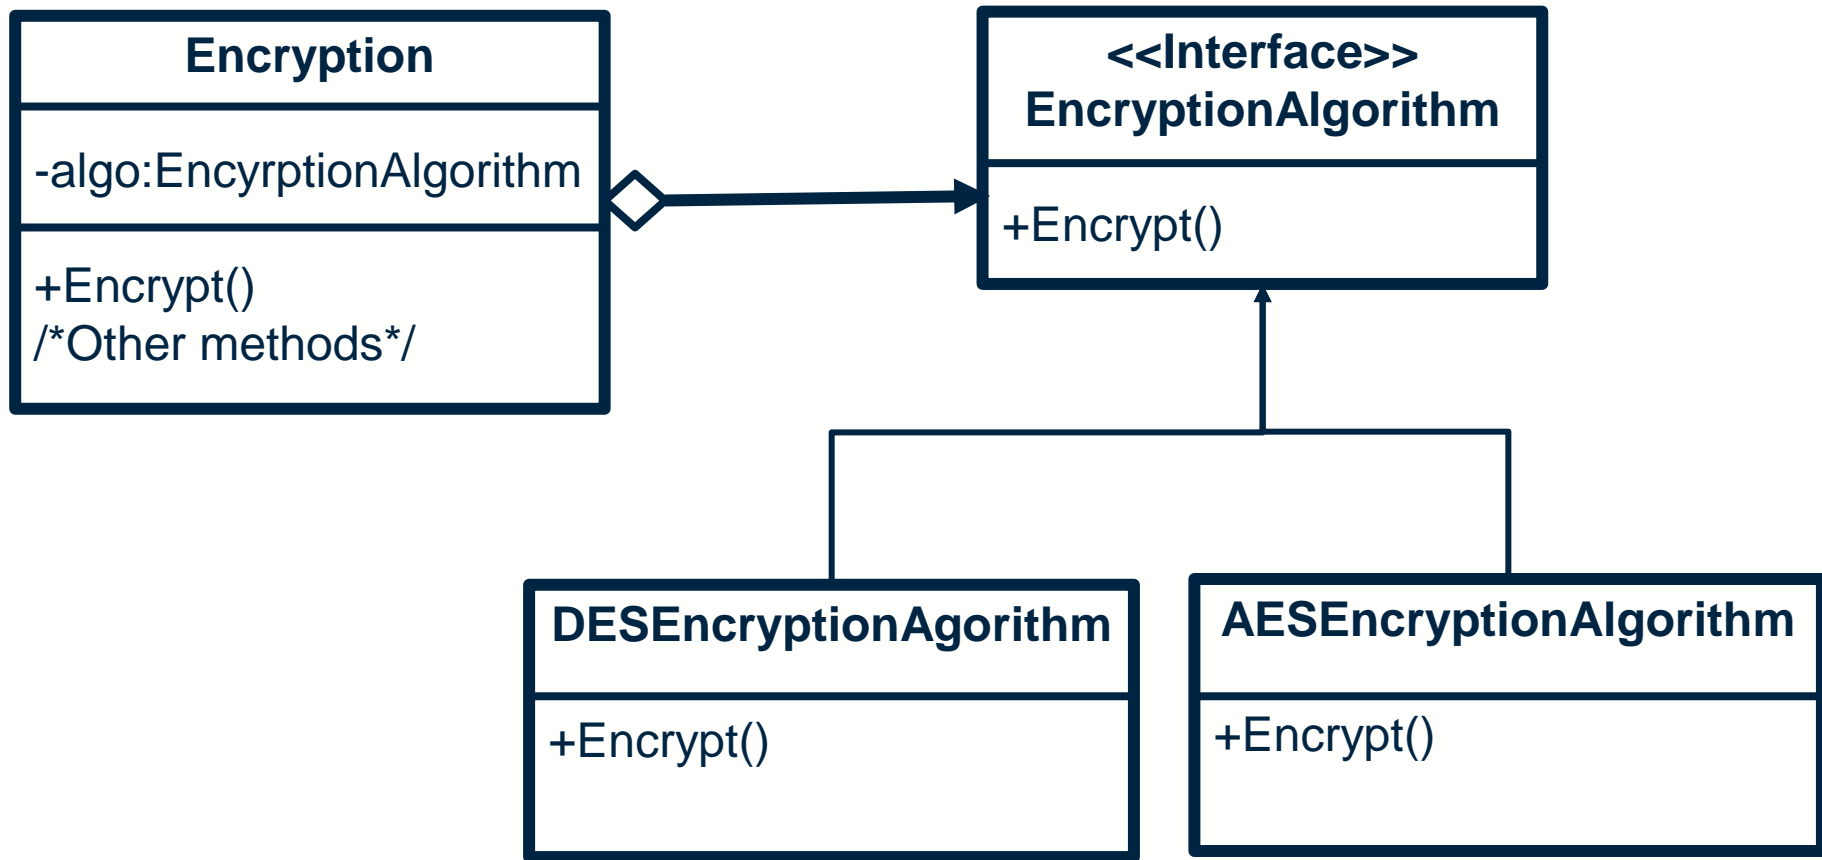 Encryption
-algo:EncyrptionAlgorithm
+Encrypt()
/*Other methods*/
<<Interface>>
EncryptionAlgorithm
+Encrypt()
DESEncryptionAgorithm
+Encrypt()
AESEncryptionAlgorithm
+Encrypt()